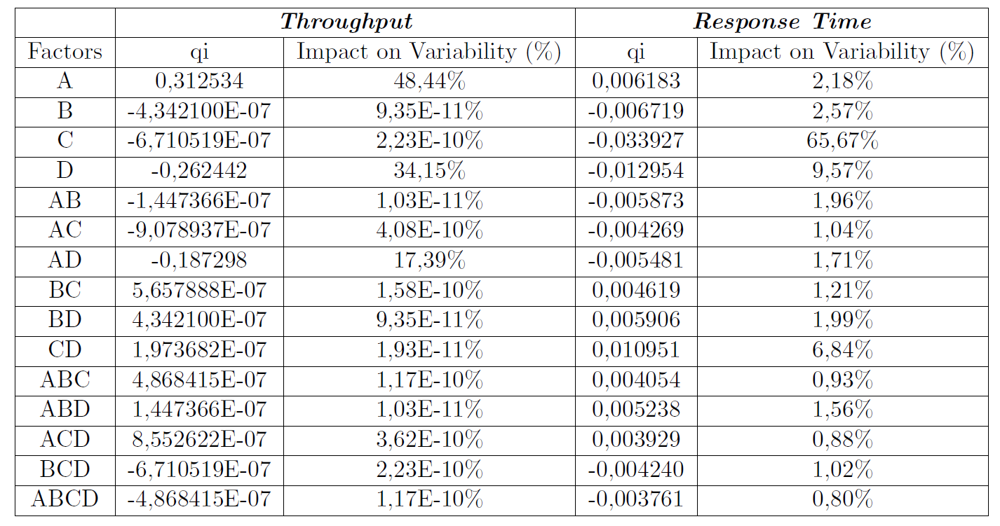 Throughput Response Time
Factors qi Impact on Variability (%) qi Impact on Variability (%)
A 0,312534 48,44% 0,006183 2,18%
B -4,342100E-07 9,35E-11% -0,006719 2,57%
C -6,710519E-07 2,23E-10% -0,033927 65,67%
D -0,262442 34,15% -0,012954 9,57%
AB -1,447366E-07 1,03E-11% -0,005873 1,96%
AC -9,078937E-07 4,08E-10% -0,004269 1,04%
AD -0,187298 17,39% -0,005481 1,71%
BC 5,657888E-07 1,58E-10% 0,004619 1,21%
BD 4,342100E-07 9,35E-11% 0,005906 1,99%
CD 1,973682E-07 1,93E-11% 0,010951 6,84%
ABC 4,868415E-07 1,17E-10% 0,004054 0,93%
ABD 1,447366E-07 1,03E-11% 0,005238 1,56%
ACD 8,552622E-07 3,62E-10% 0,003929 0,88%
BCD -6,710519E-07 2,23E-10% -0,004240 1,02%
ABCD -4,868415E-07 1,17E-10% -0,003761 0,80%